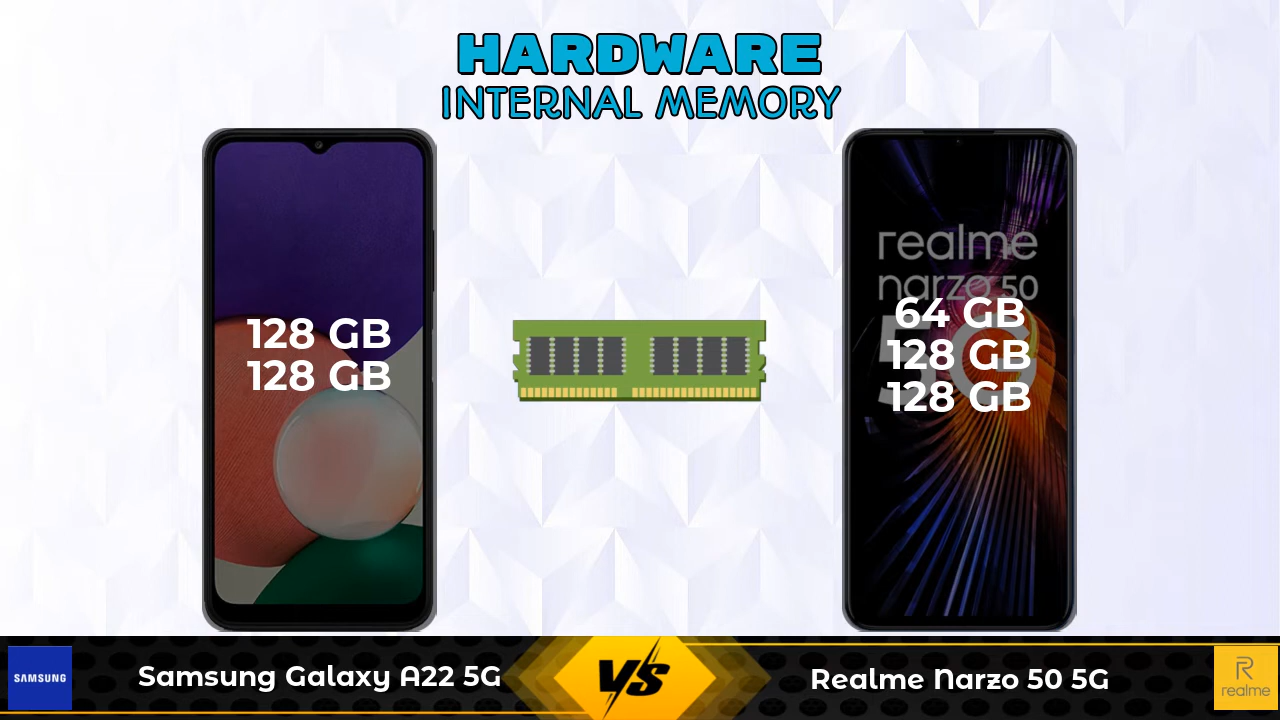 HARDWARE
INTERNAL MEMORY
128 GB
128 GB
realme
narzo 50
5G
64 GB
128 GB
128 GB
SAMSUNG
Samsung Galaxy A22 5G
VS
Realme Narzo 50 5G
R
realme